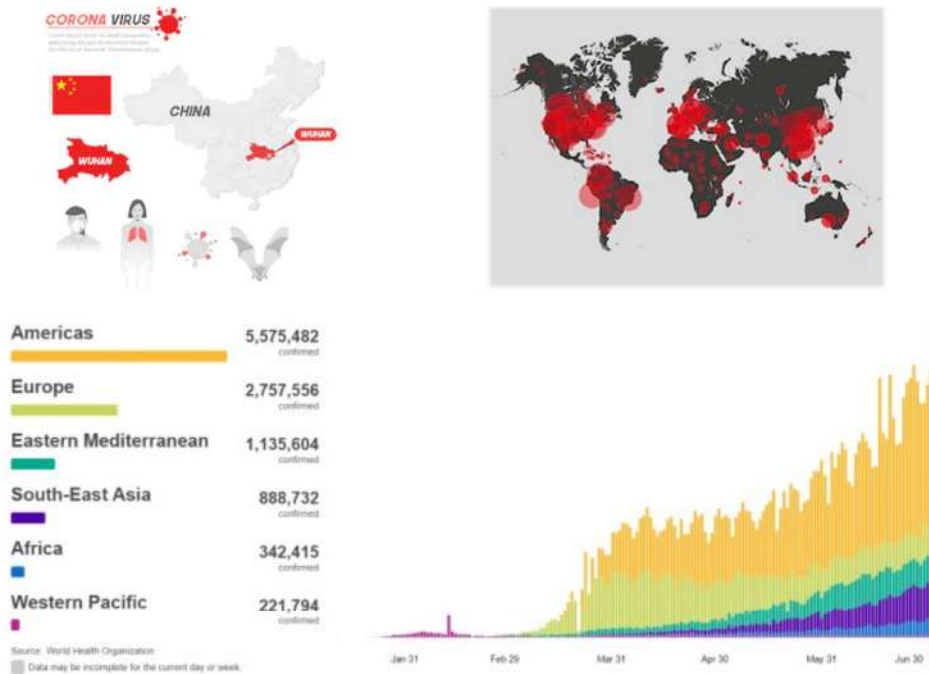 CORONA VIRUS
CHINA
WUHAN
WUHAN
Americas
5,575,482
confirmed
Europe
2,757,556
confirmed
Eastern Mediterranean
1,135,604
confirmed
South-East Asia
888,732
confirmed
Africa
342,415
confirmed
Western Pacific
221,794
confirmed
Source: World Health Organization
Data may be incomplete for the current day or week.
Jan 31
Feb 29
Mar 31
Apr 30
May 31
Jun 30